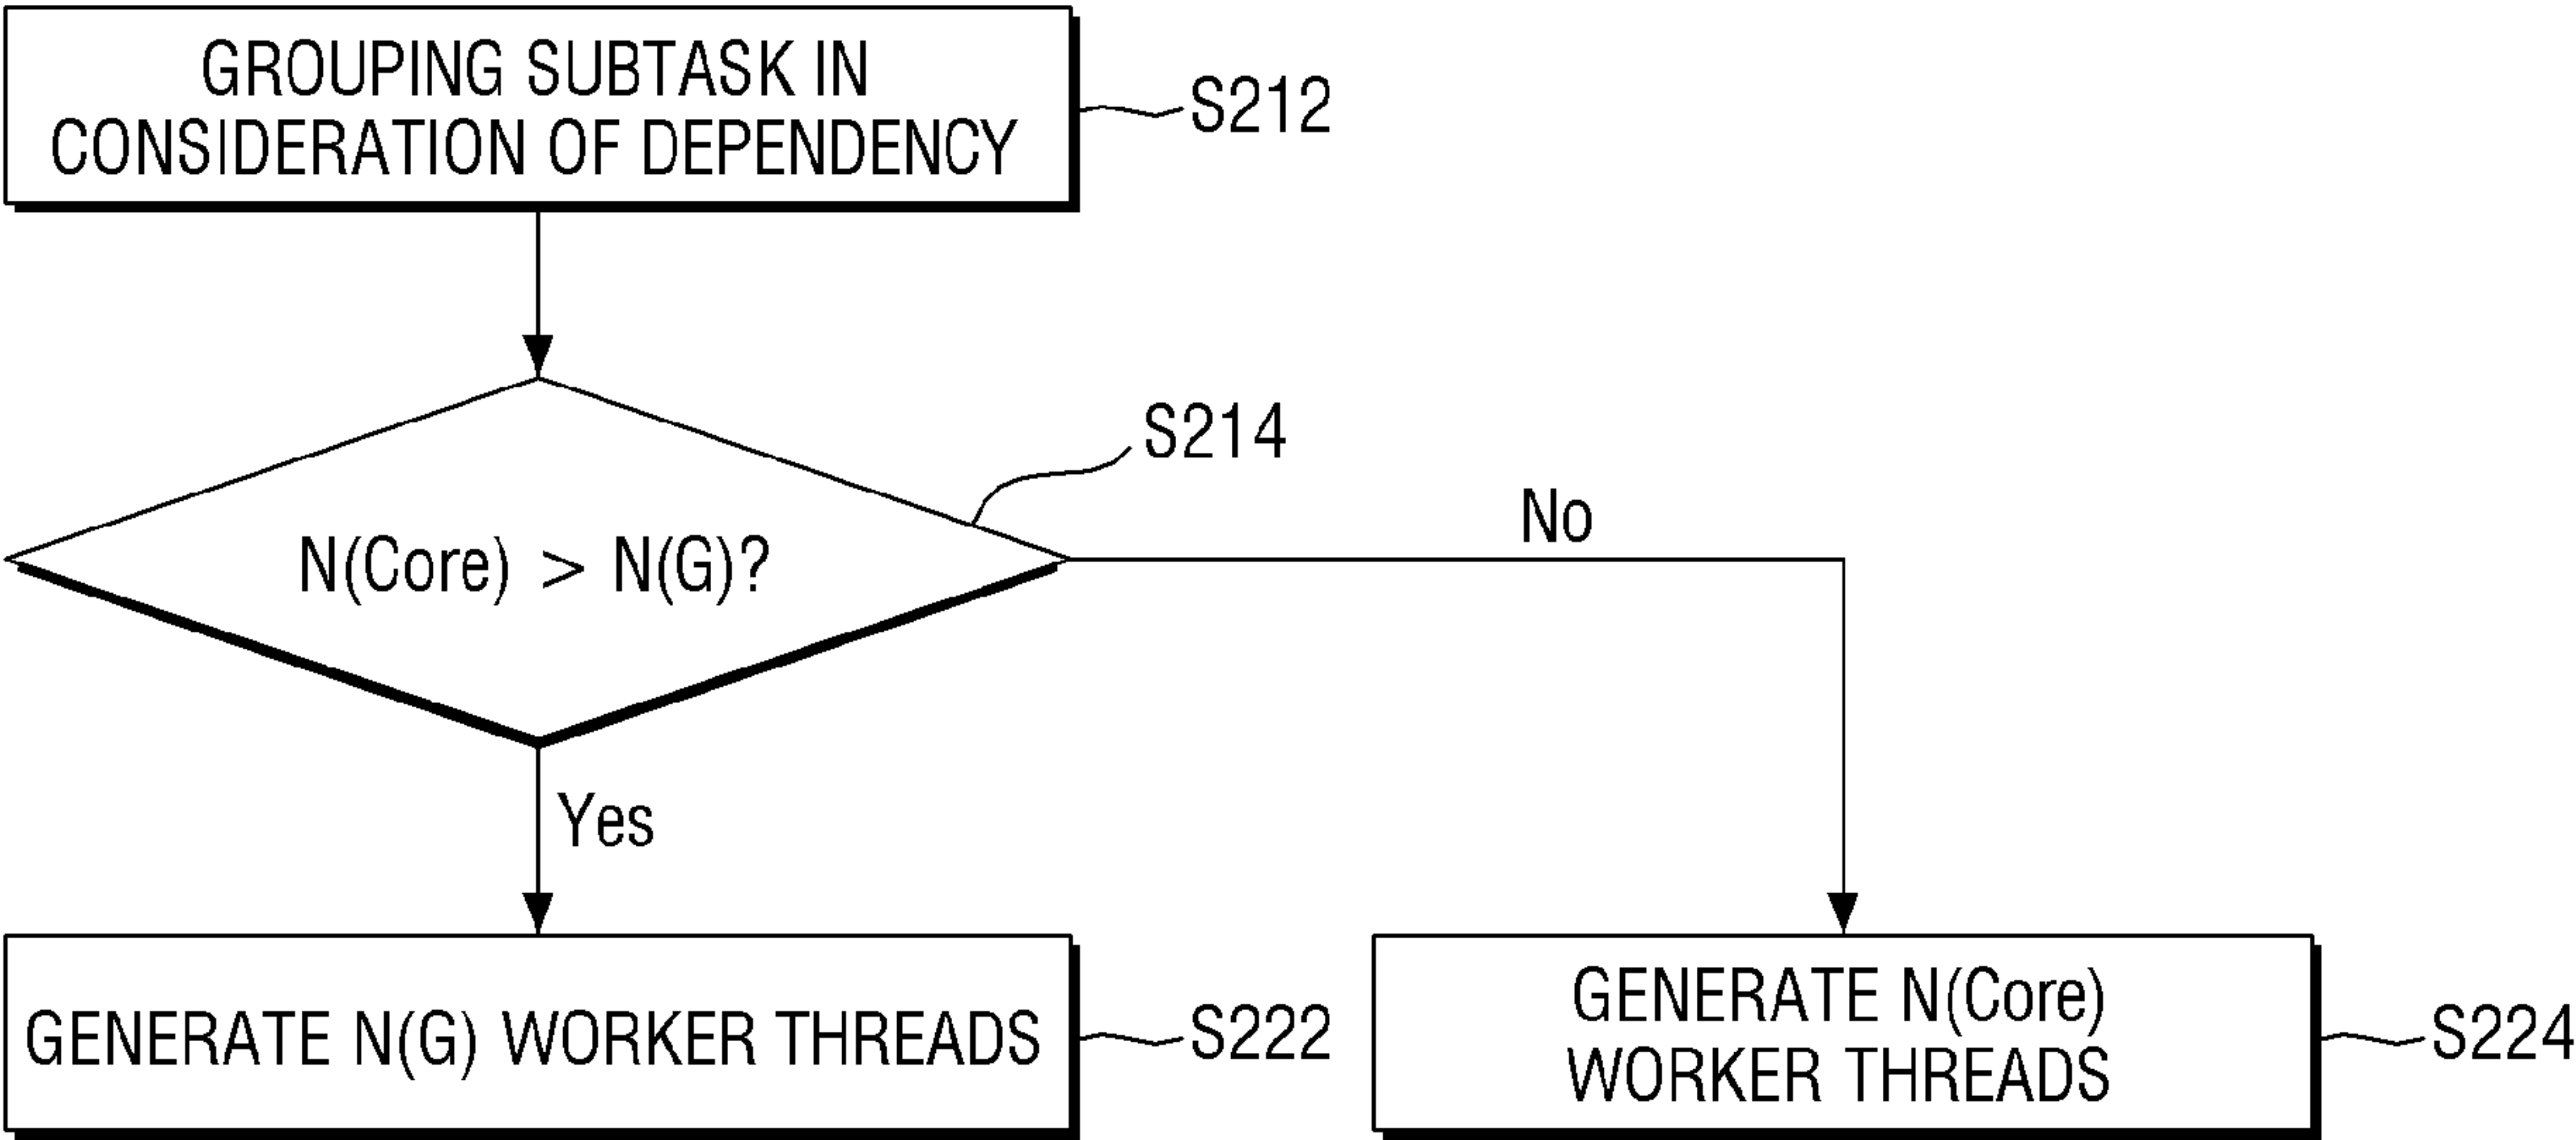 GROUPING SUBTASK IN
CONSIDERATION OF DEPENDENCY
S212
S214
N(Core) > N(G)?
No
Yes
GENERATE N(G) WORKER THREADS
S222
GENERATE N(Core)
WORKER THREADS
S224